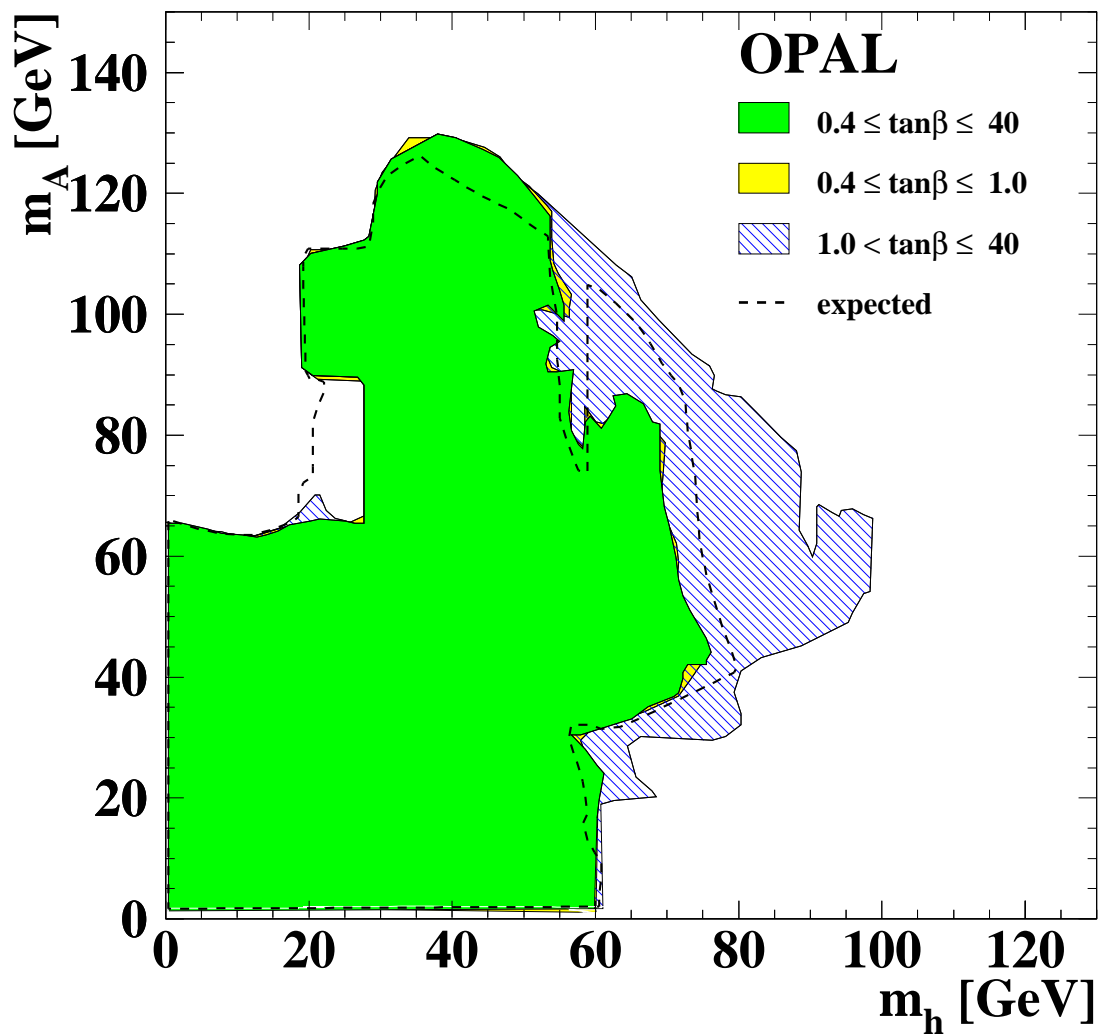 m_A [GeV]
140
120
100
80
60
40
20
0
OPAL
0.4 ≤ tanβ ≤ 40
0.4 ≤ tanβ ≤ 1.0
1.0 < tanβ ≤ 40
expected
0 20 40 60 80 100 120
m_h [GeV]